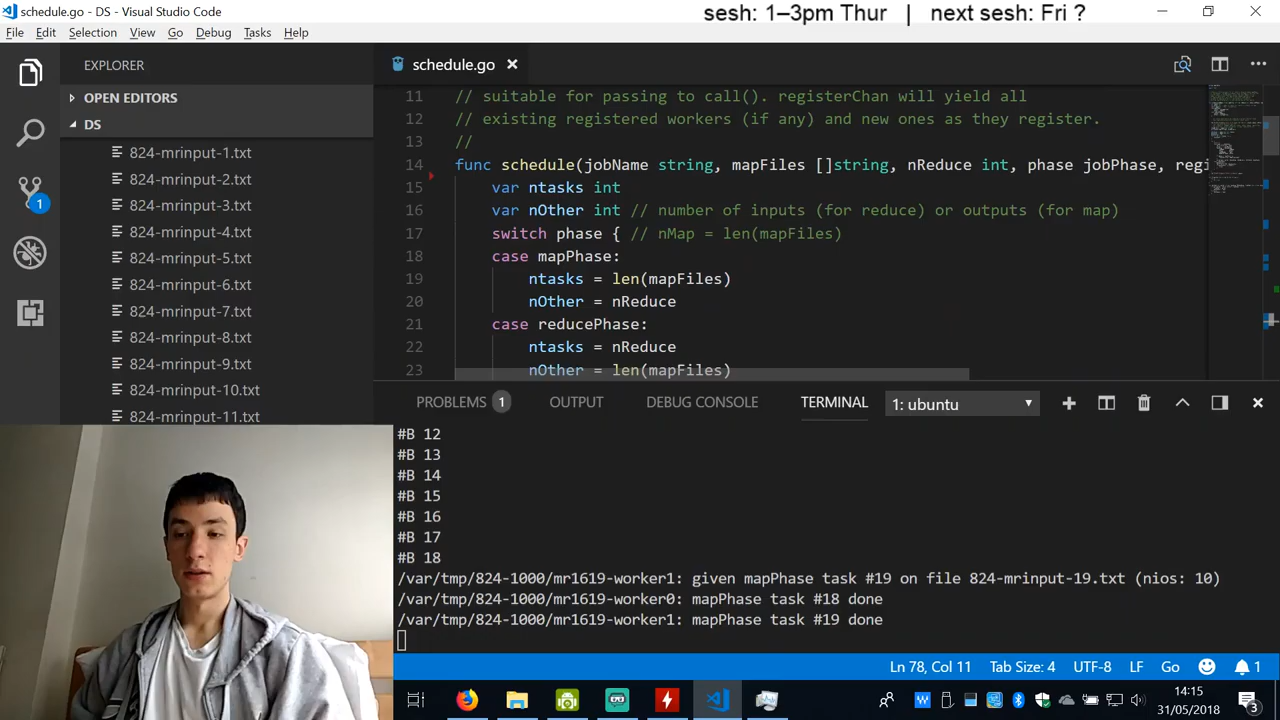 schedule.go - DS - Visual Studio Code
sesh: 1–3pm Thur | next sesh: Fri ?
File Edit Selection View Go Debug Tasks Help
EXPLORER
OPEN EDITORS
DS
824-mrinput-1.txt
824-mrinput-2.txt
824-mrinput-3.txt
824-mrinput-4.txt
824-mrinput-5.txt
824-mrinput-6.txt
824-mrinput-7.txt
824-mrinput-8.txt
824-mrinput-9.txt
824-mrinput-10.txt
824-mrinput-11.txt
1
schedule.go
11 // suitable for passing to call(). registerChan will yield all
12 // existing registered workers (if any) and new ones as they register.
13 //
14 func schedule(jobName string, mapFiles []string, nReduce int, phase jobPhase, regi
15 var ntasks int
16 var nOther int // number of inputs (for reduce) or outputs (for map)
17 switch phase { // nMap = len(mapFiles)
18 case mapPhase:
19 ntasks = len(mapFiles)
20 nOther = nReduce
21 case reducePhase:
22 ntasks = nReduce
23 nOther = len(mapFiles)
PROBLEMS 1 OUTPUT DEBUG CONSOLE TERMINAL 1: ubuntu
#B 12
#B 13
#B 14
#B 15
#B 16
#B 17
#B 18
/var/tmp/824-1000/mr1619-worker1: given mapPhase task #19 on file 824-mrinput-19.txt (nios: 10)
/var/tmp/824-1000/mr1619-worker0: mapPhase task #18 done
/var/tmp/824-1000/mr1619-worker1: mapPhase task #19 done
Ln 78, Col 11 Tab Size: 4 UTF-8 LF Go 1
14:15
31/05/2018
3